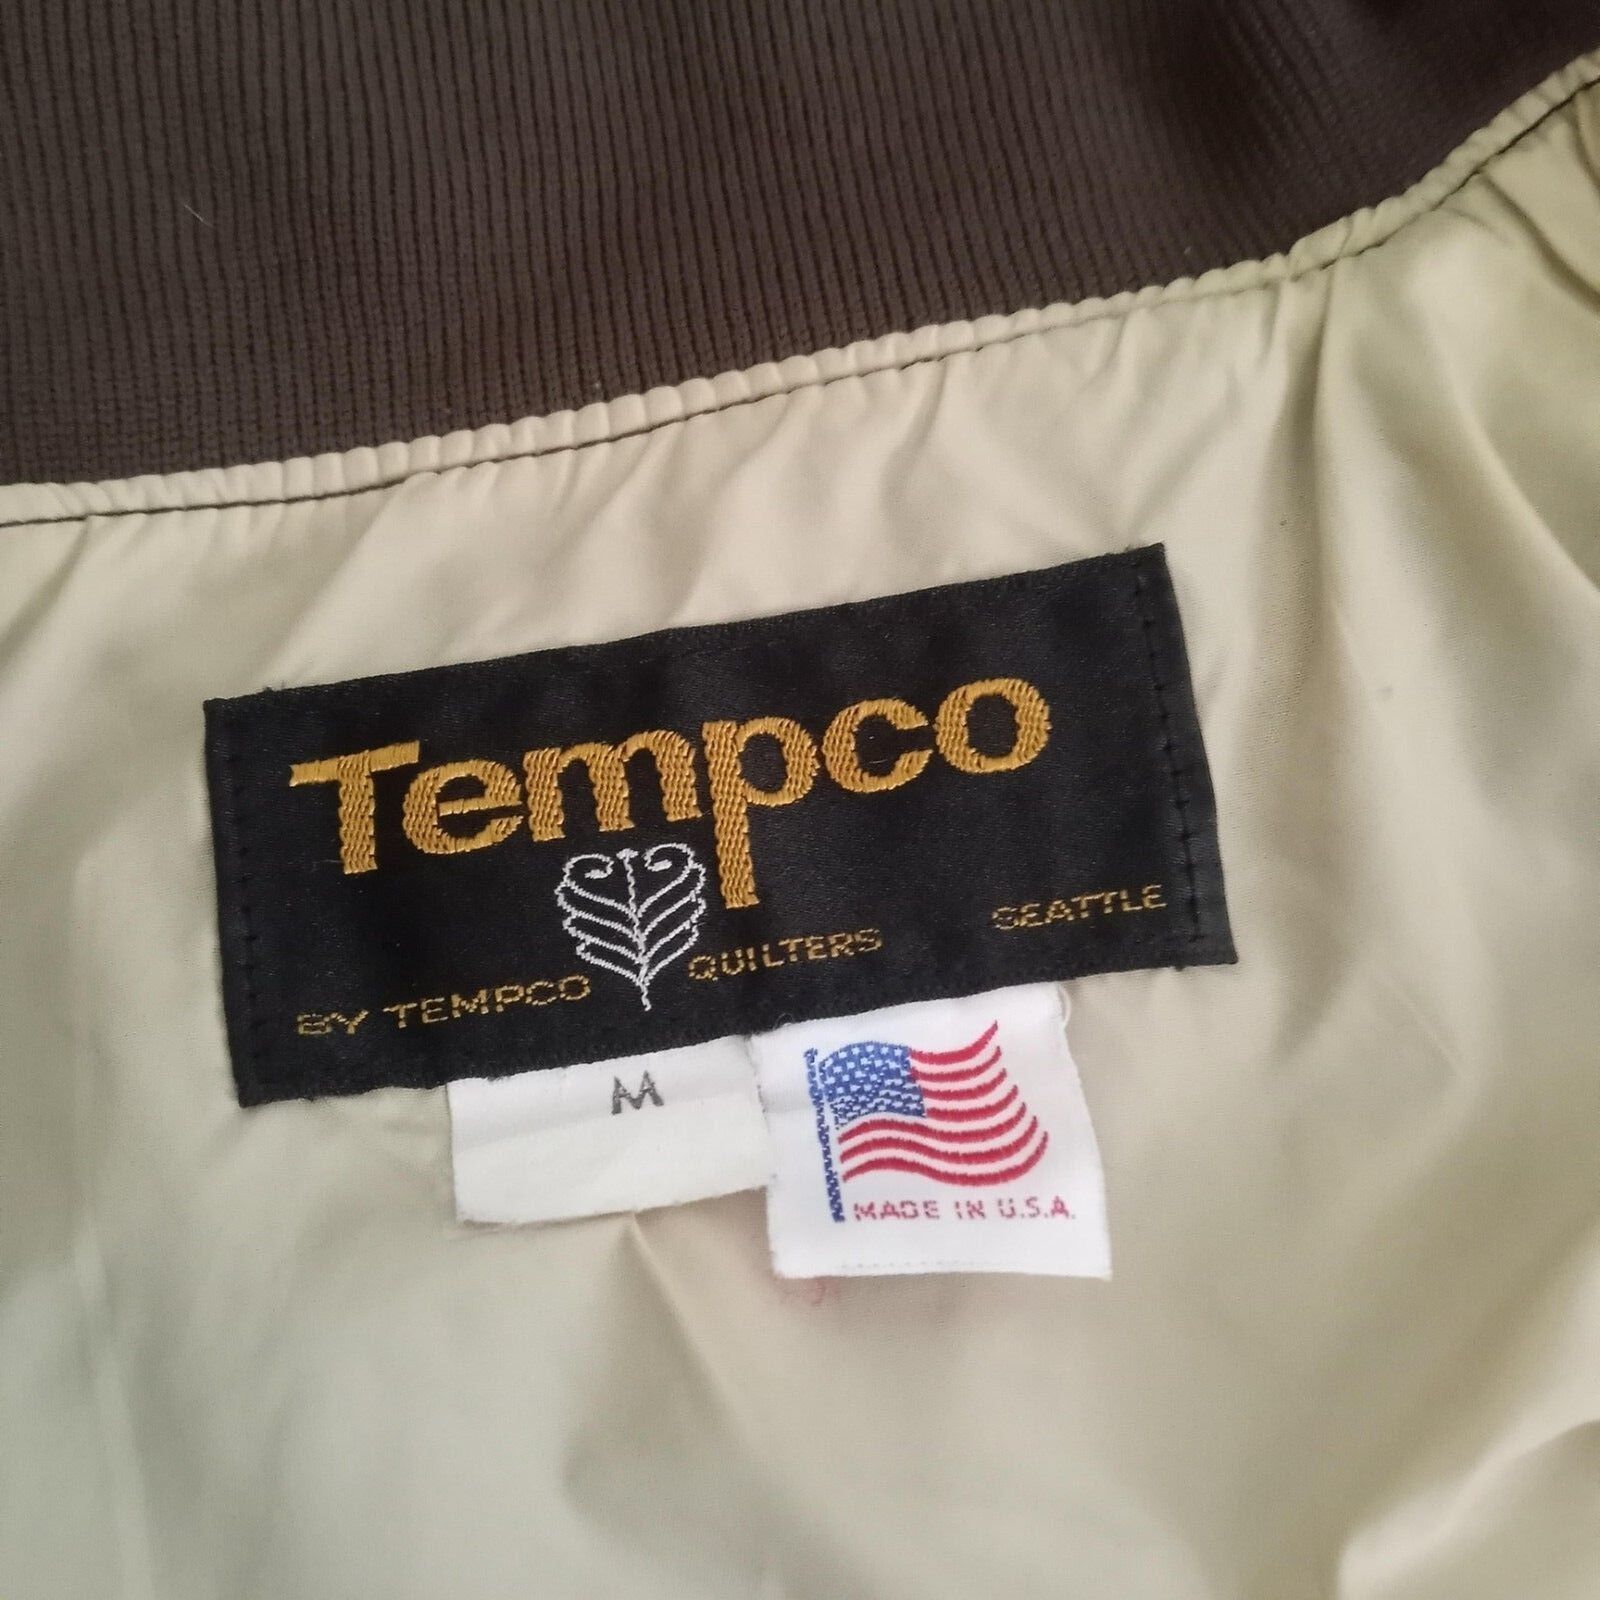 Tempco
BY TEMPCO QUILTERS SEATTLE
M
MADE IN U.S.A.